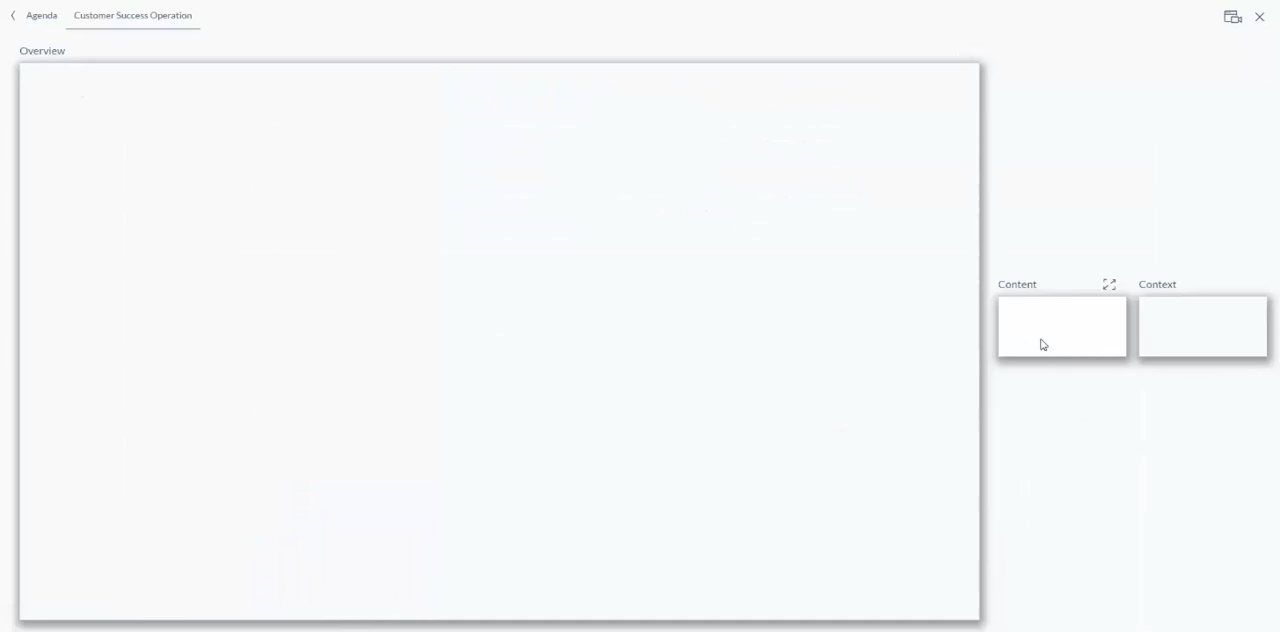 Agenda
Customer Success Operation
Overview
Content
Context